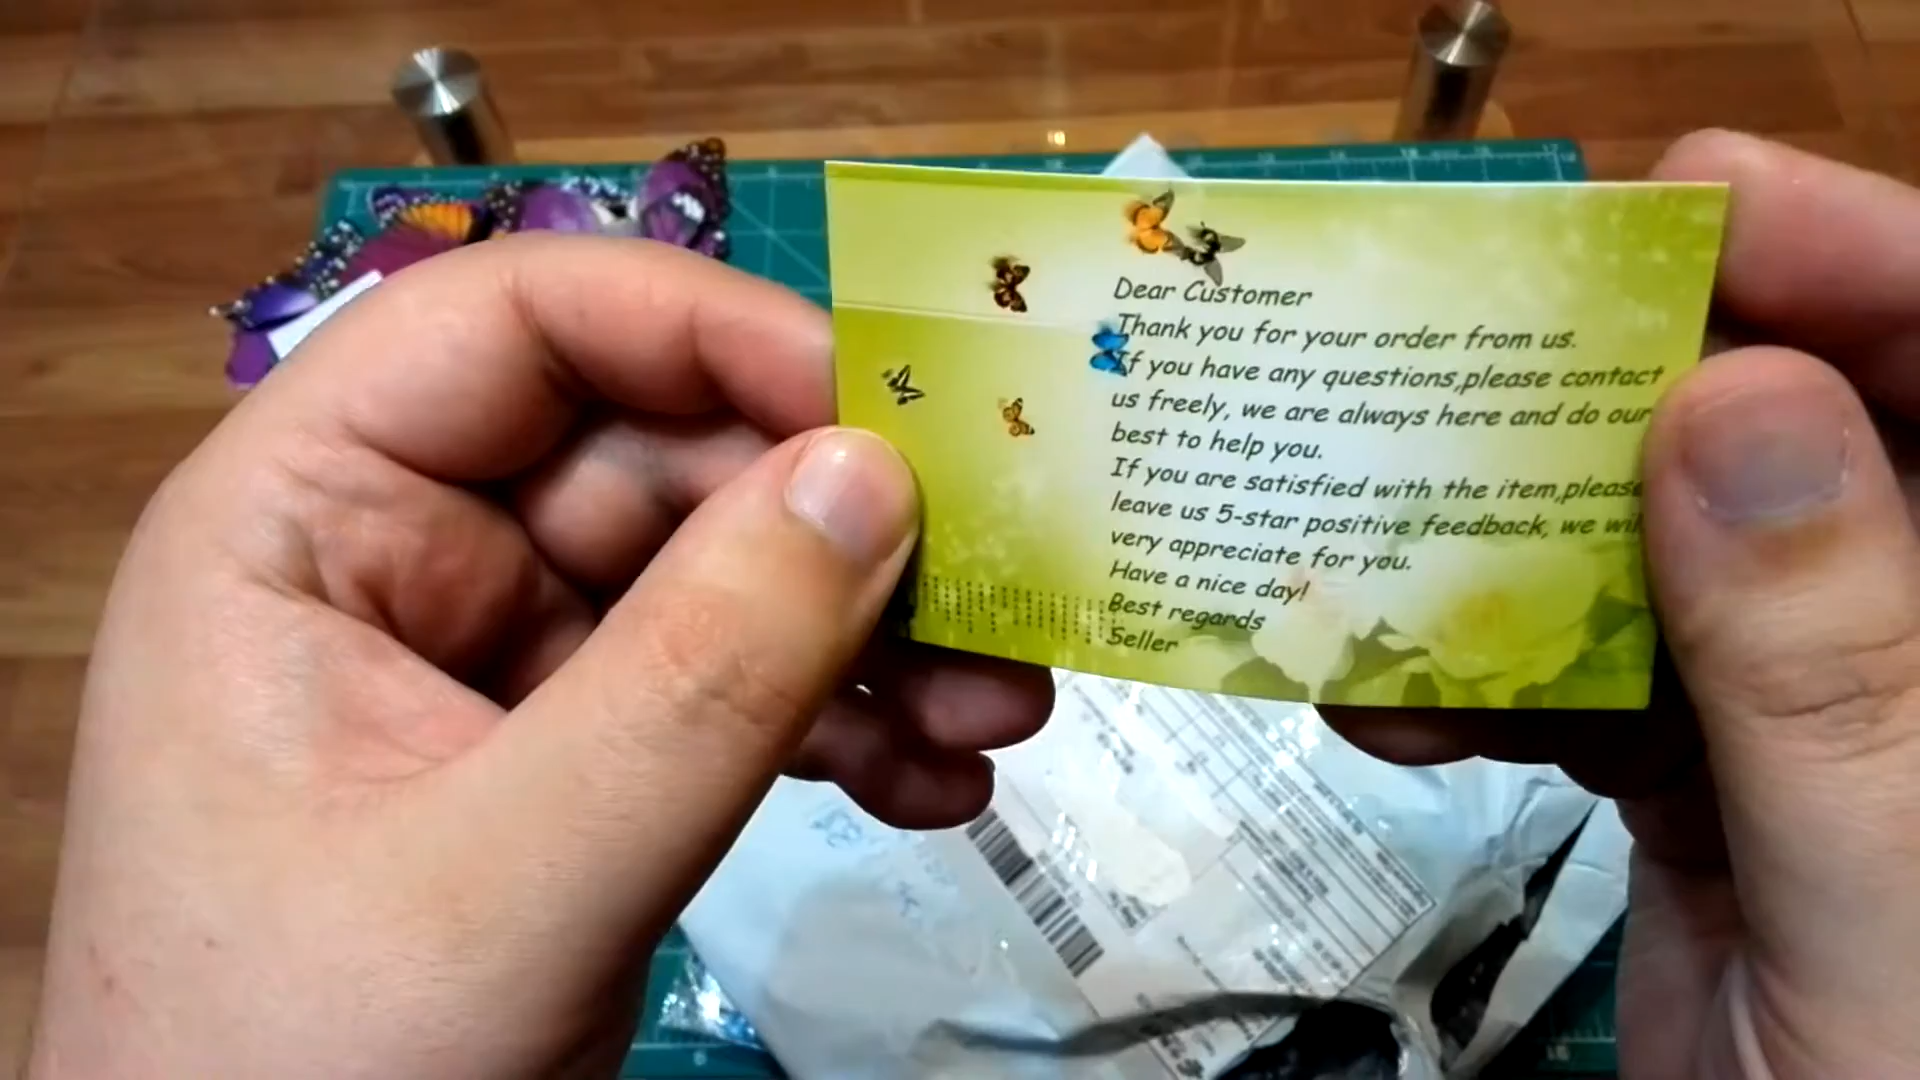 Dear Customer
Thank you for your order from us.
If you have any questions,please contact
us freely, we are always here and do our
best to help you.
If you are satisfied with the item,please
leave us 5-star positive feedback, we will
very appreciate for you.
Have a nice day!
Best regards
Seller